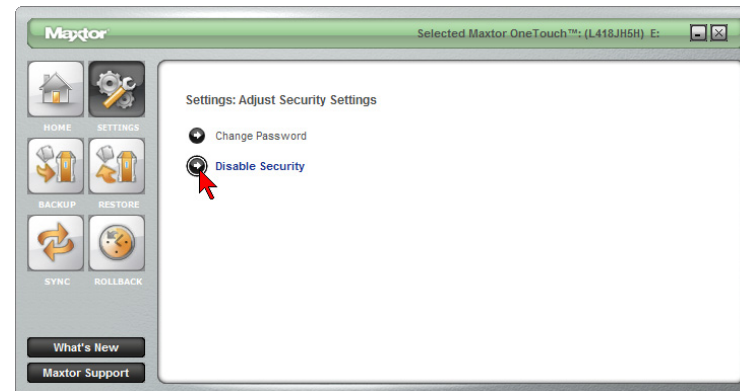 Maxtor
Selected Maxtor OneTouch™: (L418JH5H) E:
HOME SETTINGS
BACKUP RESTORE
SYNC ROLLBACK
What's New
Maxtor Support
Settings: Adjust Security Settings
Change Password
Disable Security